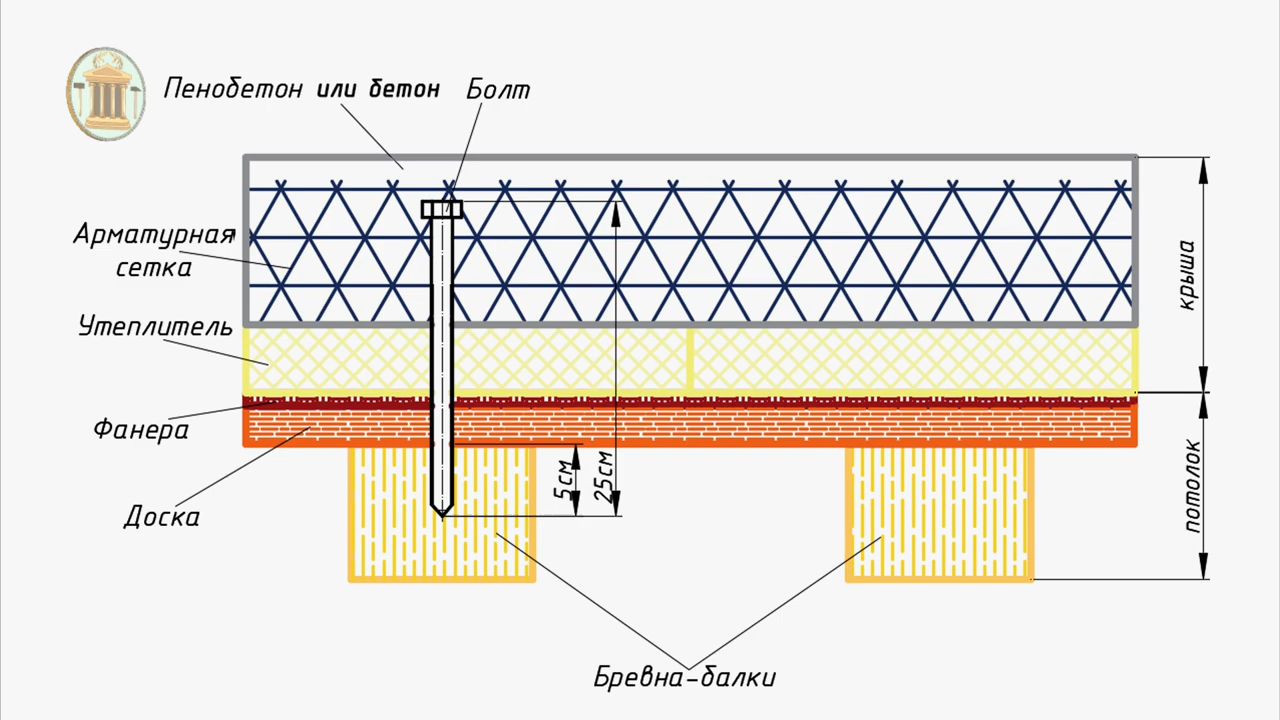 Пенобетон или бетон
Болт
Арматурная
сетка
Утеплитель
Фанера
Доска
5см
25см
крыша
потолок
Бревна-балки